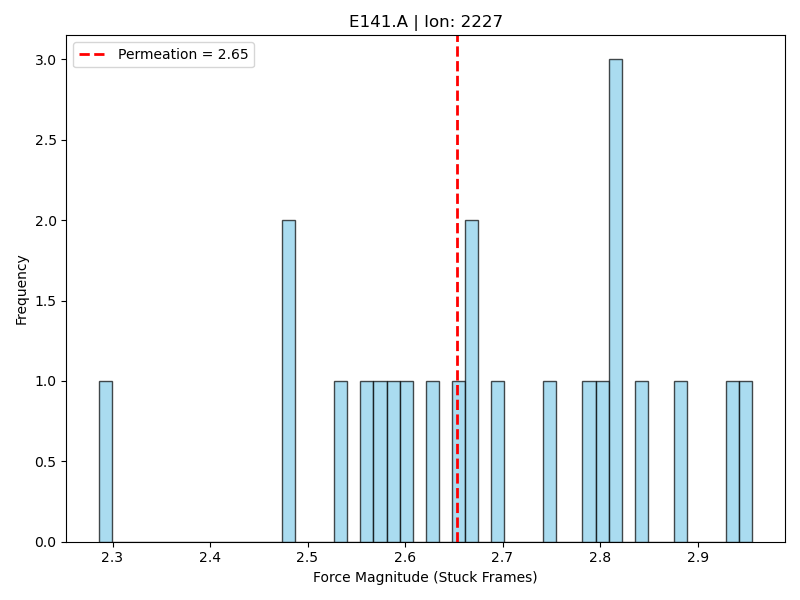 E141.A | Ion: 2227
Permeation = 2.65
Frequency
3.0
2.5
2.0
1.5
1.0
0.5
0.0
2.3 2.4 2.5 2.6 2.7 2.8 2.9
Force Magnitude (Stuck Frames)